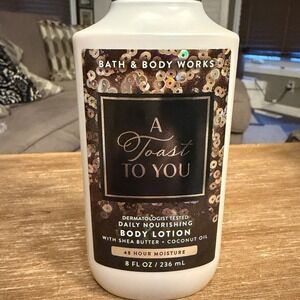 BATH & BODY WORKS
A
Toast
TO YOU
DERMATOLOGIST TESTED
DAILY NOURISHING
BODY LOTION
WITH SHEA BUTTER + COCONUT OIL
48 HOUR MOISTURE
8 FL OZ / 236 mL